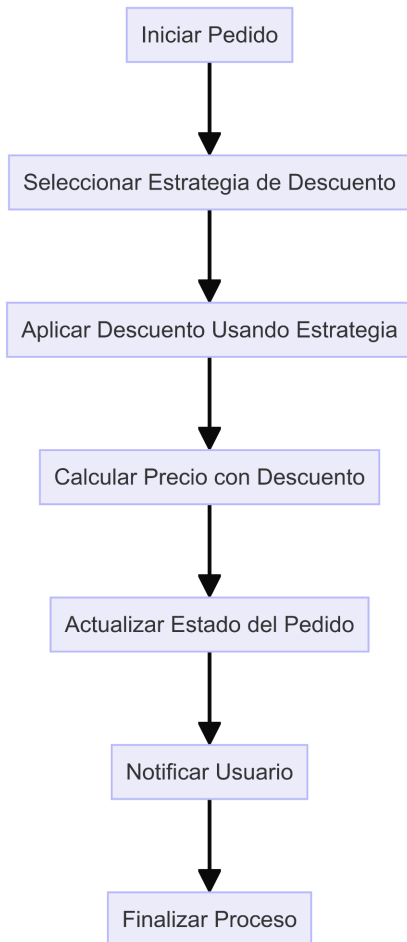 Iniciar Pedido
Seleccionar Estrategia de Descuento
Aplicar Descuento Usando Estrategia
Calcular Precio con Descuento
Actualizar Estado del Pedido
Notificar Usuario
Finalizar Proceso